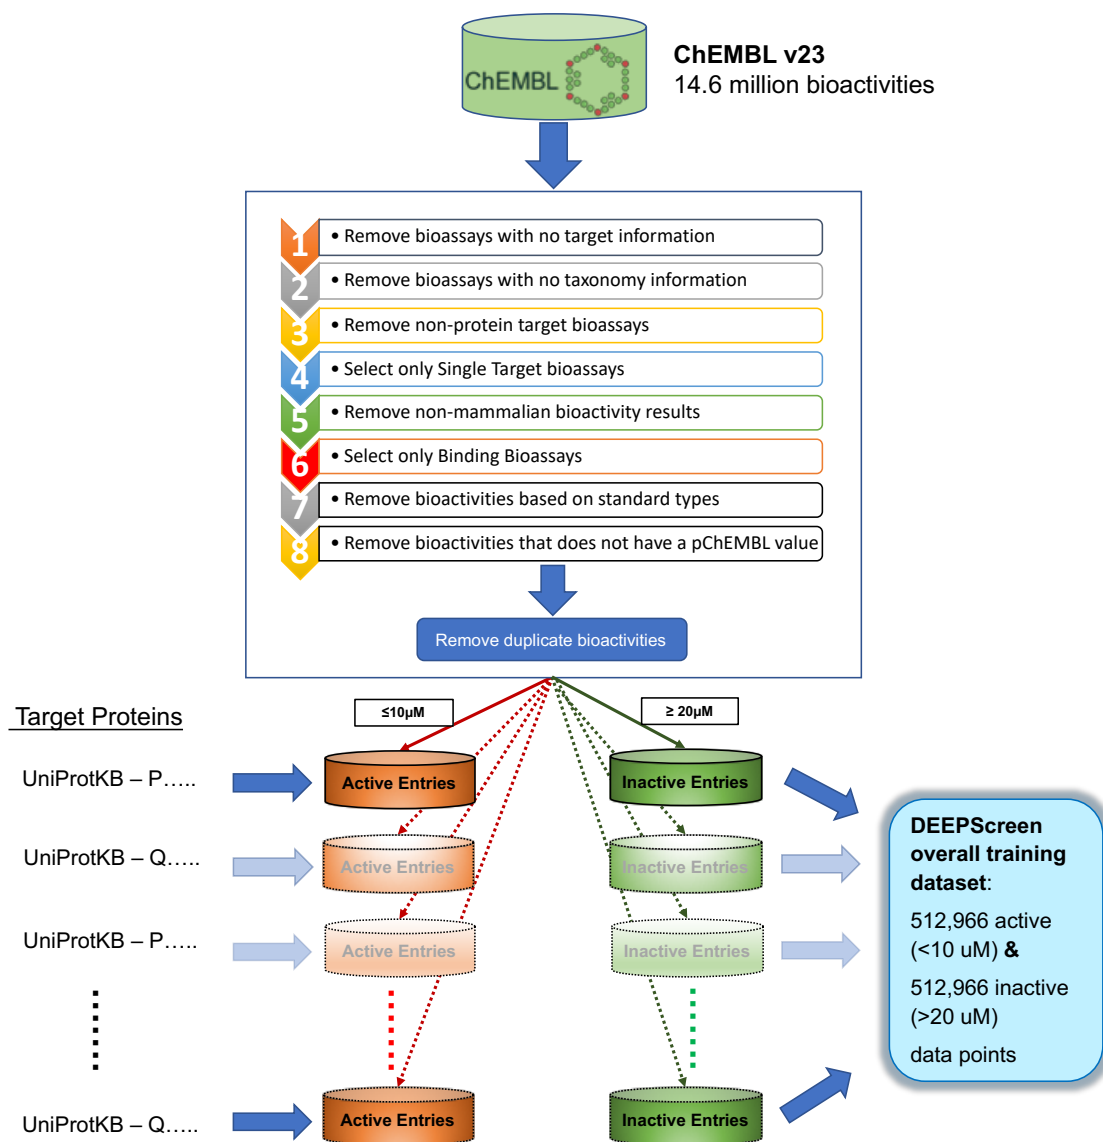 ChEMBL
ChEMBL v23
14.6 million bioactivities
1 • Remove bioassays with no target information
2 • Remove bioassays with no taxonomy information
3 • Remove non-protein target bioassays
4 • Select only Single Target bioassays
5 • Remove non-mammalian bioactivity results
6 • Select only Binding Bioassays
7 • Remove bioactivities based on standard types
8 • Remove bioactivities that does not have a pChEMBL value
Remove duplicate bioactivities
≤10µM
≥ 20µM
Target Proteins
UniProtKB – P…..
Active Entries
Inactive Entries
UniProtKB – Q…..
Active Entries
Inactive Entries
UniProtKB – P…..
Active Entries
Inactive Entries
UniProtKB – Q…..
Active Entries
Inactive Entries
DEEPScreen
overall training
dataset:
512,966 active
(<10 uM) &
512,966 inactive
(>20 uM)
data points